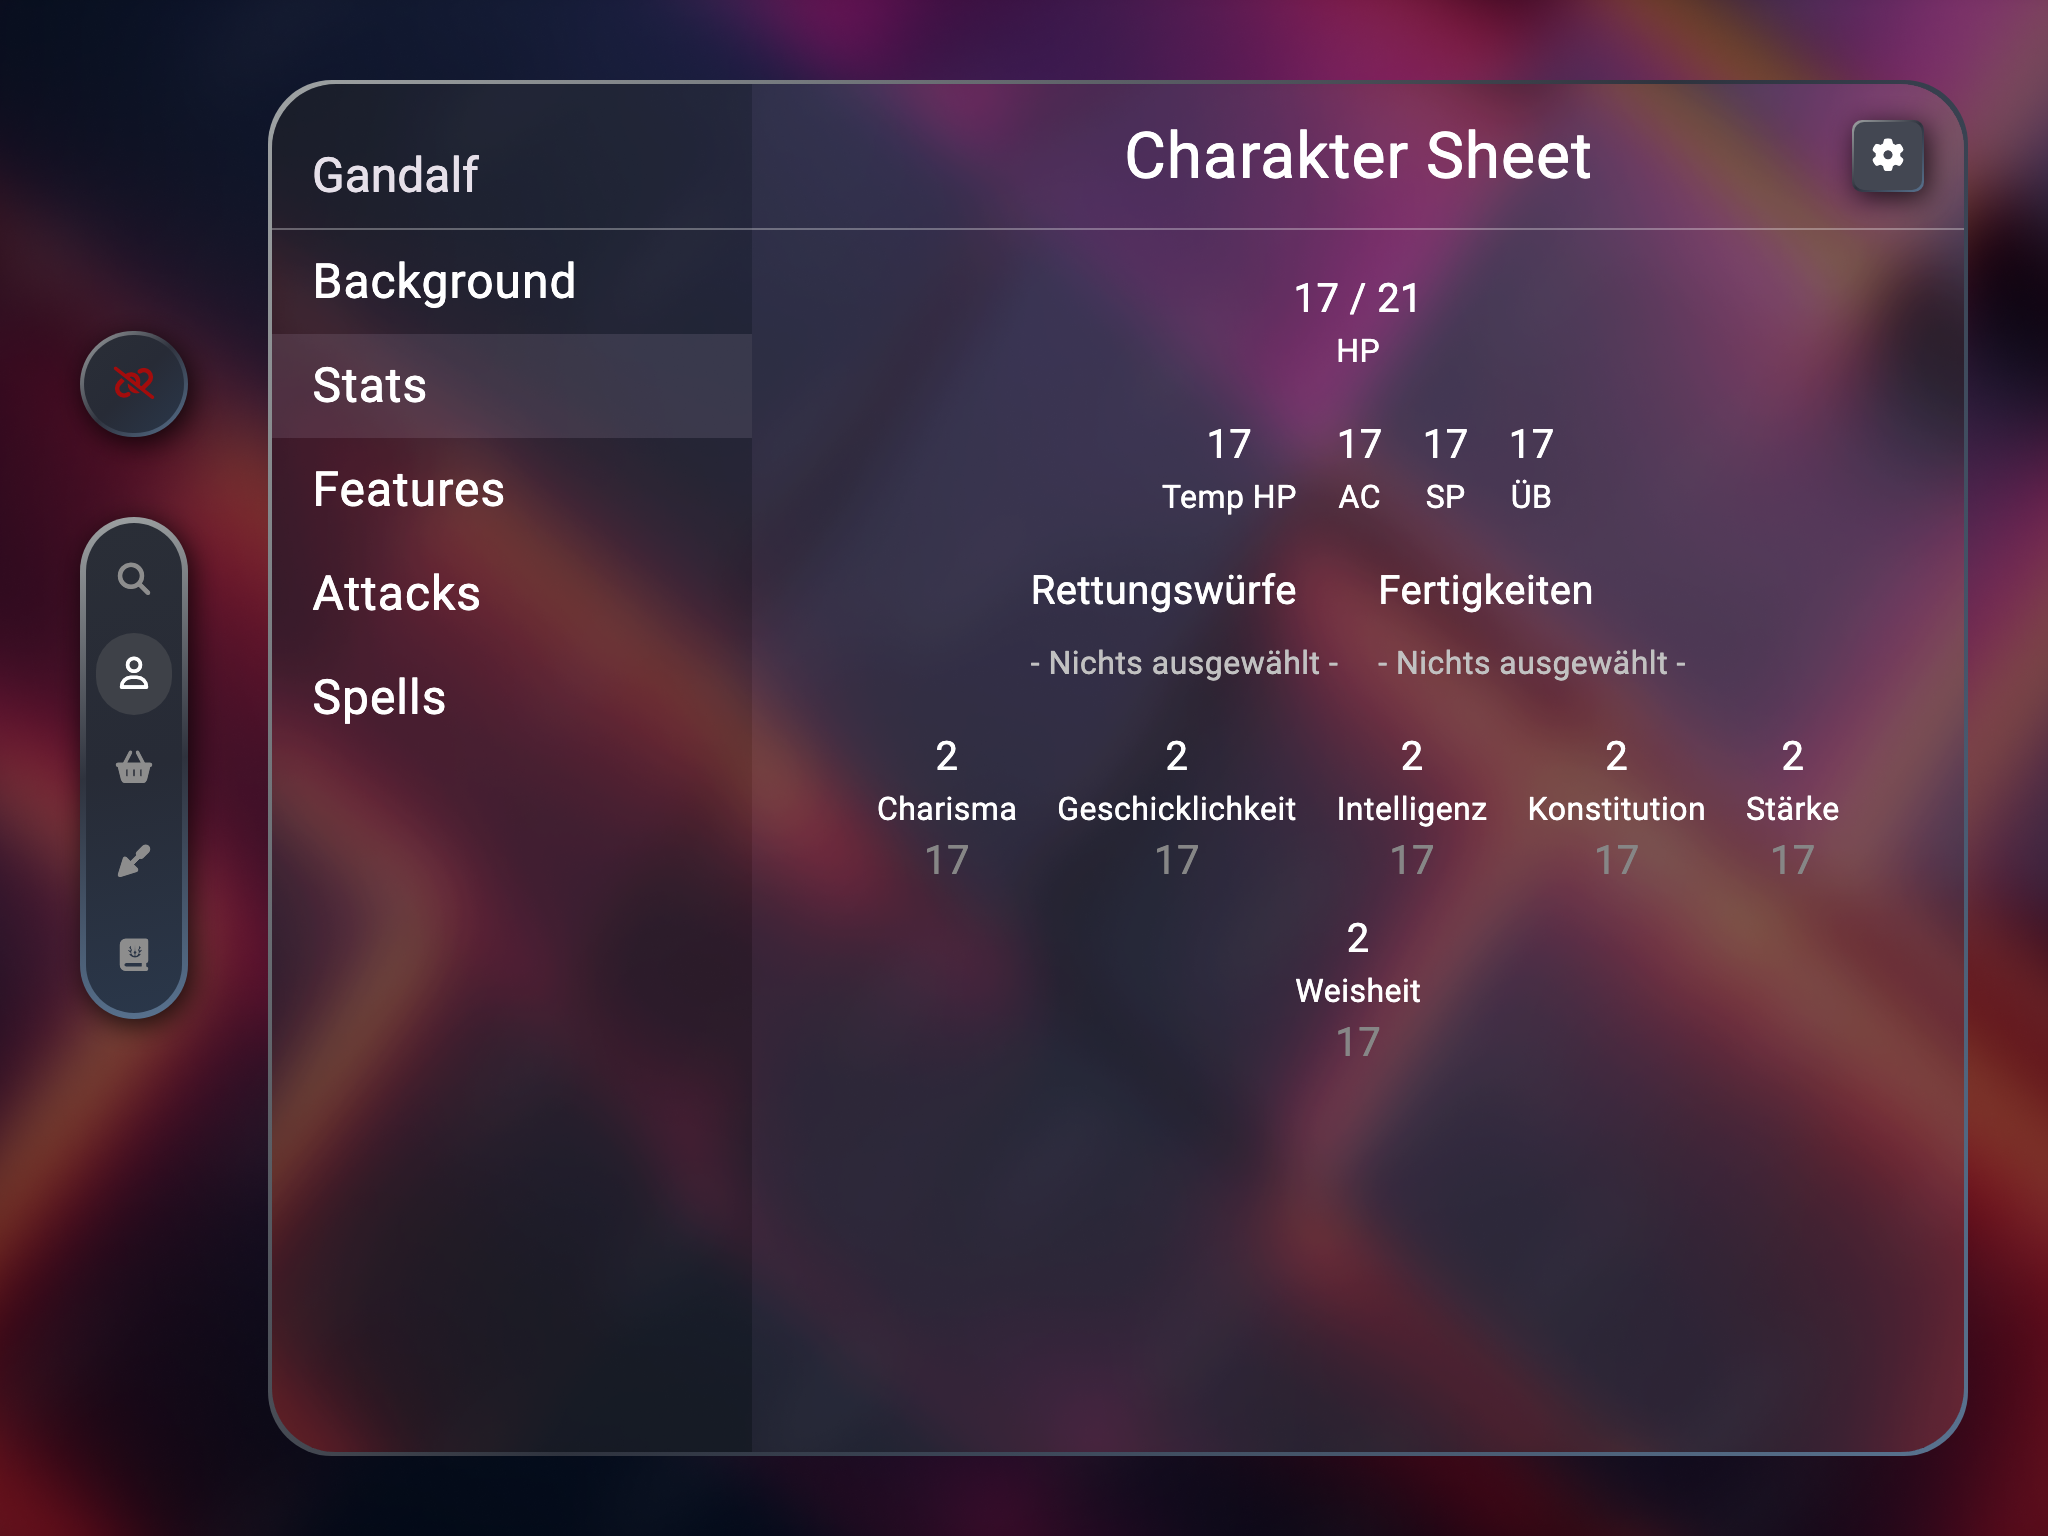 Gandalf
Charakter Sheet
Background
Stats
Features
Attacks
Spells
17 / 21
HP
17 17 17 17
Temp HP AC SP ÜB
Rettungswürfe Fertigkeiten
- Nichts ausgewählt - - Nichts ausgewählt -
2 2 2 2 2
Charisma Geschicklichkeit Intelligenz Konstitution Stärke
17 17 17 17 17
2
Weisheit
17